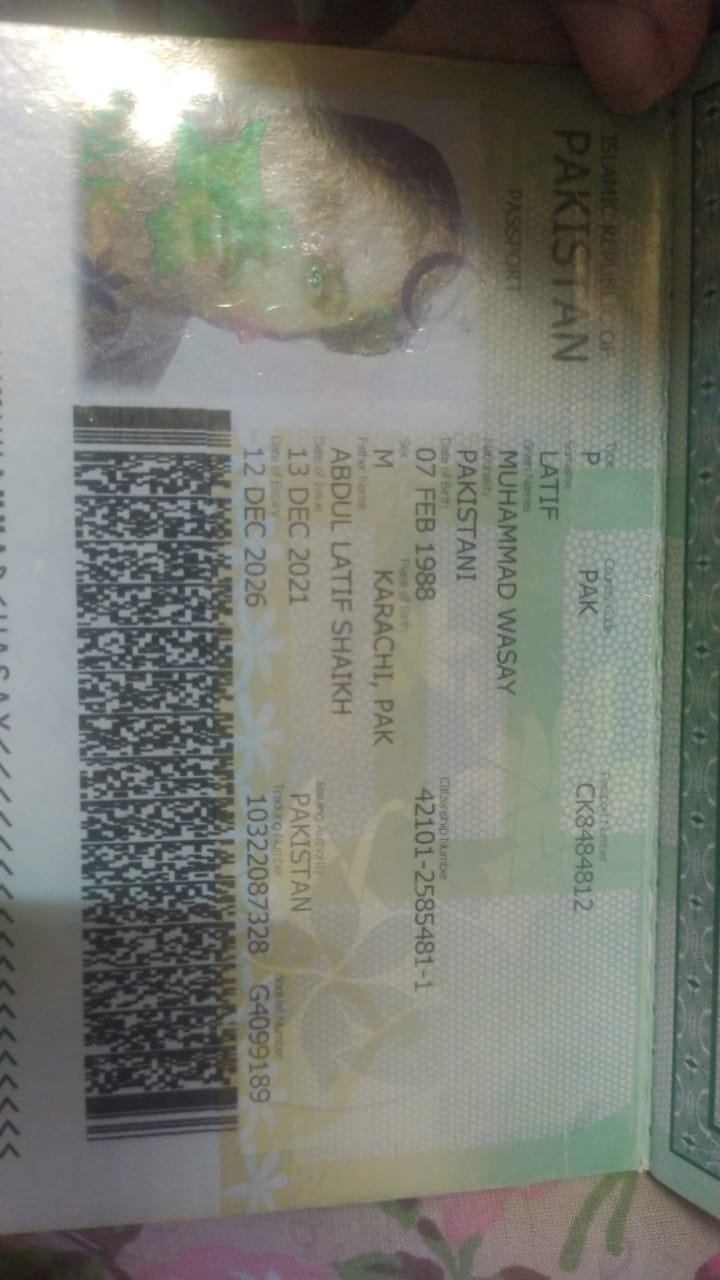 ISLAMIC REPUBLIC OF
PAKISTAN
PASSPORT
Type Country Code Passport Number
P PAK CK8484812
Surname
LATIF
Given Names
MUHAMMAD WASAY
Nationality
PAKISTANI
Date of Birth Citizenship Number
07 FEB 1988 42101-2585481-1
Sex Place of Birth
M KARACHI, PAK
Father Name
ABDUL LATIF SHAIKH
Date of Issue Issuing Authority
13 DEC 2021 PAKISTAN
Date of Expiry Tracking Number Booklet Number
12 DEC 2026 10322087328 G4099189